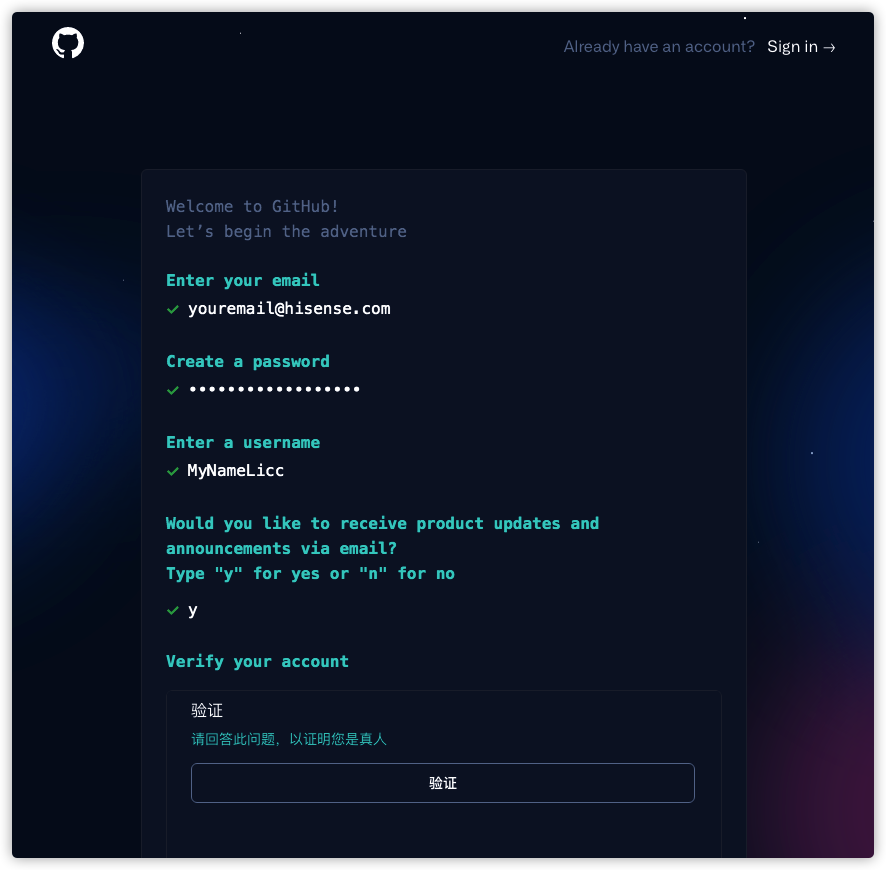 Already have an account? Sign in →
Welcome to GitHub!
Let’s begin the adventure
Enter your email
✓ youremail@hisense.com
Create a password
✓ ••••••••••••••••••
Enter a username
✓ MyNameLicc
Would you like to receive product updates and
announcements via email?
Type "y" for yes or "n" for no
✓ y
Verify your account
验证
请回答此问题，以证明您是真人
验证